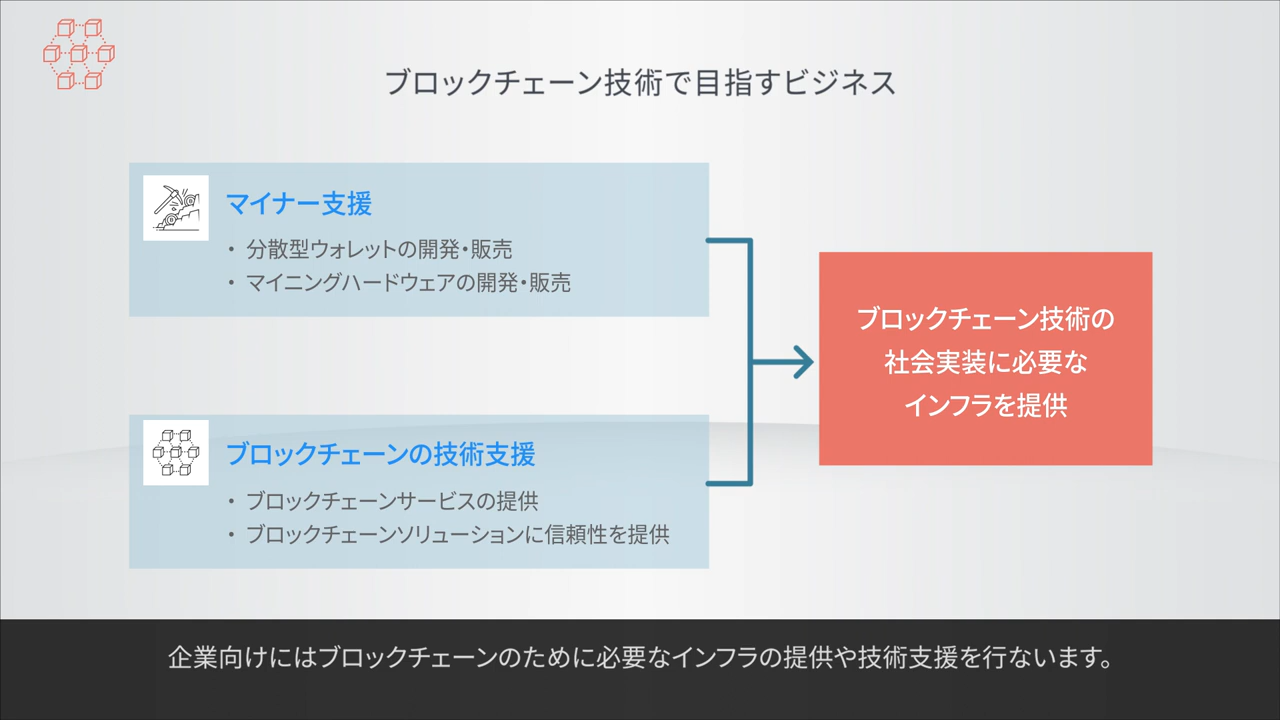 ブロックチェーン技術で目指すビジネス
マイナー支援
・ 分散型ウォレットの開発・販売
・ マイニングハードウェアの開発・販売
ブロックチェーン技術の
社会実装に必要な
インフラを提供
ブロックチェーンの技術支援
・ ブロックチェーンサービスの提供
・ ブロックチェーンソリューションに信頼性を提供
企業向けにはブロックチェーンのために必要なインフラの提供や技術支援を行ないます。